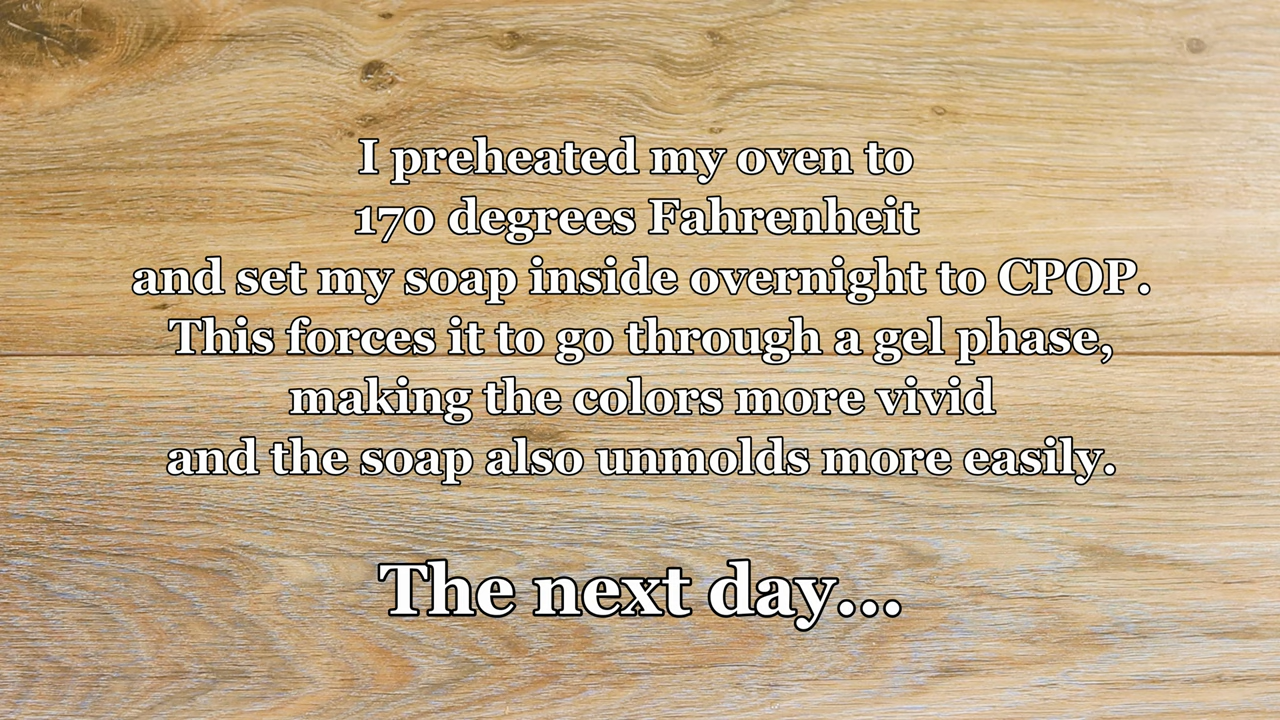 I preheated my oven to
170 degrees Fahrenheit
and set my soap inside overnight to CPOP.
This forces it to go through a gel phase,
making the colors more vivid
and the soap also unmolds more easily.
The next day...